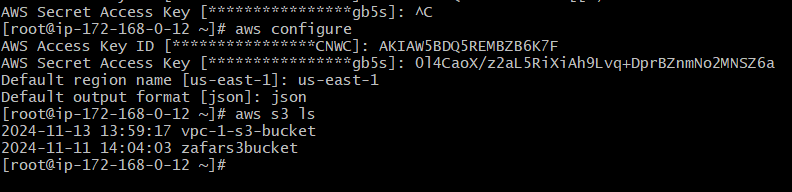 AWS Secret Access Key [****************gb5s]: ^C
[root@ip-172-168-0-12 ~]# aws configure
AWS Access Key ID [****************CNWC]: AKIAW5BDQ5REMBZB6K7F
AWS Secret Access Key [****************gb5s]: 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
Default region name [us-east-1]: us-east-1
Default output format [json]: json
[root@ip-172-168-0-12 ~]# aws s3 ls
2024-11-13 13:59:17 vpc-1-s3-bucket
2024-11-11 14:04:03 zafars3bucket
[root@ip-172-168-0-12 ~]#